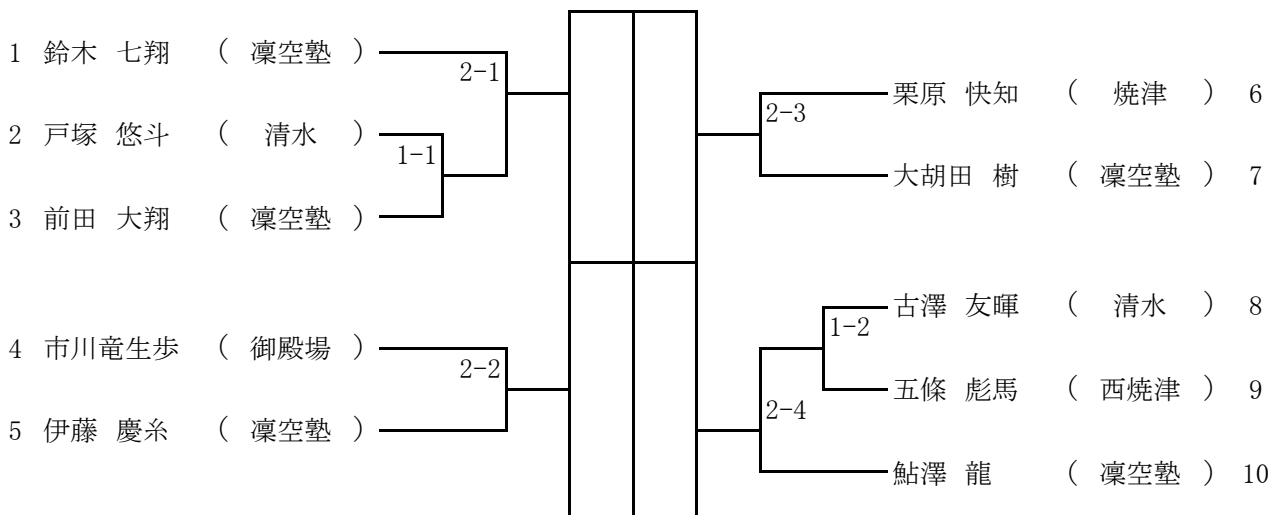 1 鈴木 七翔 ( 凜空塾 )
2-1
2 戸塚 悠斗 ( 清水 )
1-1
3 前田 大翔 ( 凜空塾 )
4 市川竜生歩 ( 御殿場 )
2-2
5 伊藤 慶糸 ( 凜空塾 )
栗原 快知 ( 焼津 ) 6
2-3
大胡田 樹 ( 凜空塾 ) 7
古澤 友暉 ( 清水 ) 8
1-2
五條 彪馬 ( 西焼津 ) 9
2-4
鮎澤 龍 ( 凜空塾 ) 10